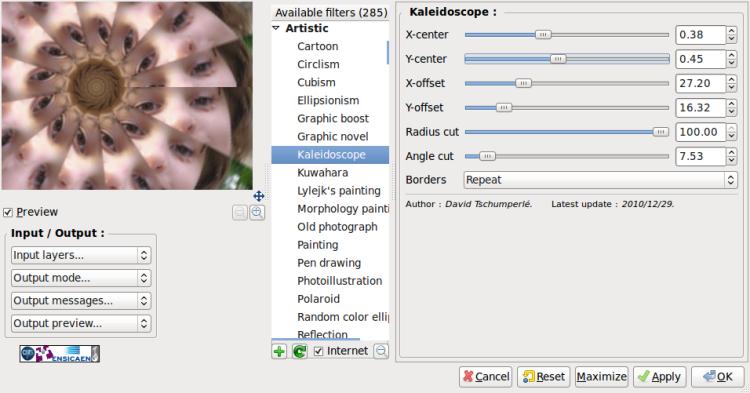 Preview
Input / Output :
Input layers...
Output mode...
Output messages...
Output preview...
ENSICAEN
Available filters (285)
Artistic
Cartoon
Circlism
Cubism
Ellipsionism
Graphic boost
Graphic novel
Kaleidoscope
Kuwahara
Lylejk's painting
Morphology painti
Old photograph
Painting
Pen drawing
Photoillustration
Polaroid
Random color elli
Reflection
Internet
Kaleidoscope :
X-center 0.38
Y-center 0.45
X-offset 27.20
Y-offset 16.32
Radius cut 100.00
Angle cut 7.53
Borders Repeat
Author : David Tschumperlé. Latest update : 2010/12/29.
Cancel Reset Maximize Apply OK